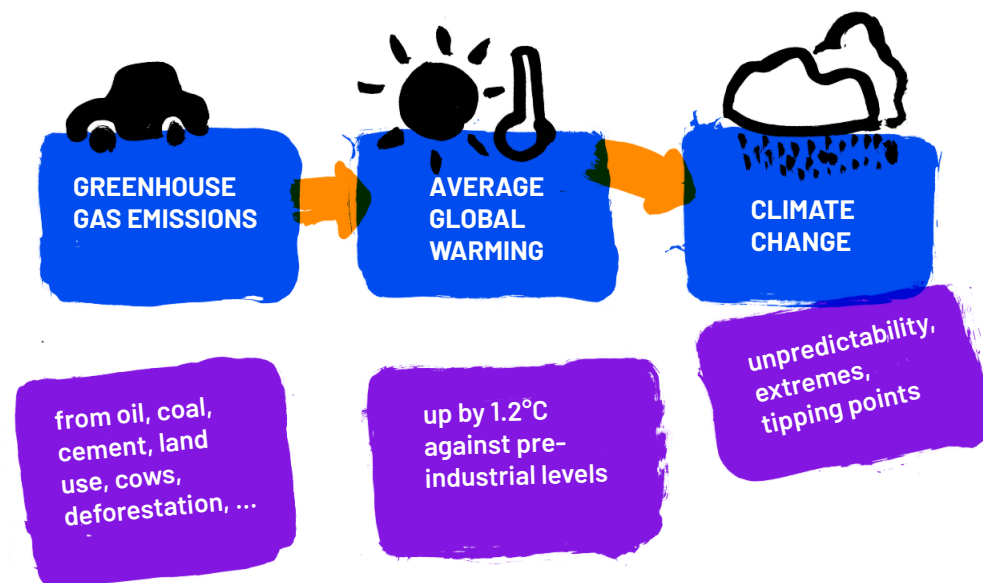 GREENHOUSE
GAS EMISSIONS
AVERAGE
GLOBAL
WARMING
CLIMATE
CHANGE
from oil, coal,
cement, land
use, cows,
deforestation, ...
up by 1.2°C
against pre-
industrial levels
unpredictability,
extremes,
tipping points